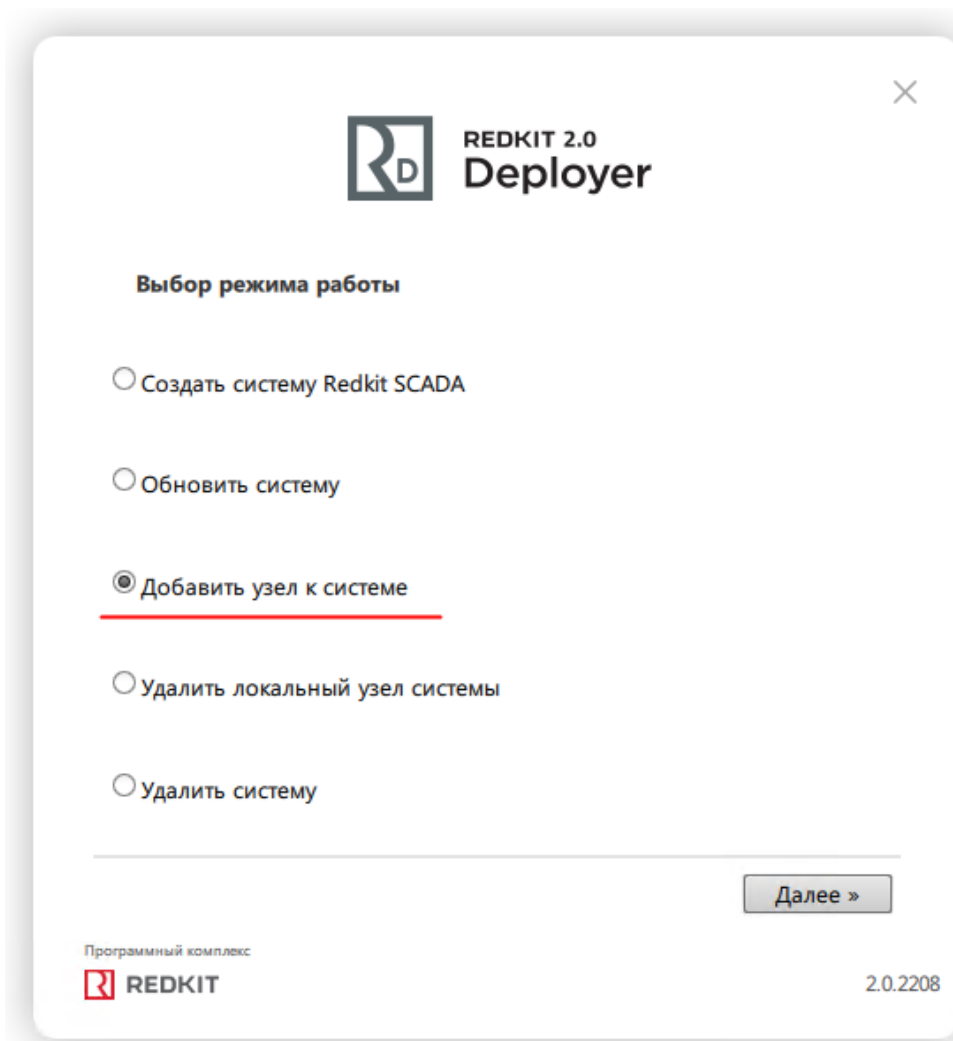 RD
REDKIT 2.0
Deployer
Выбор режима работы
Создать систему Redkit SCADA
Обновить систему
Добавить узел к системе
Удалить локальный узел системы
Удалить систему
Далее »
Программный комплекс
REDKIT
2.0.2208